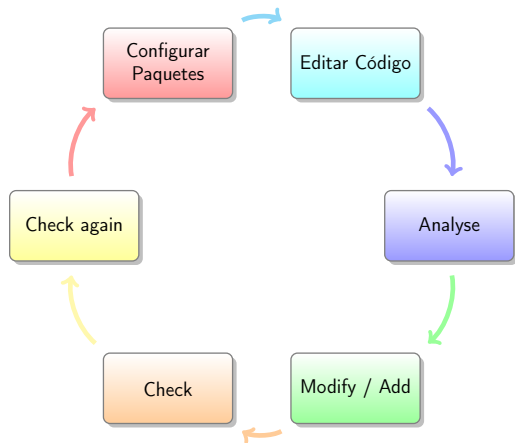 Configurar
Paquetes
Editar Código
Analyse
Modify / Add
Check
Check again